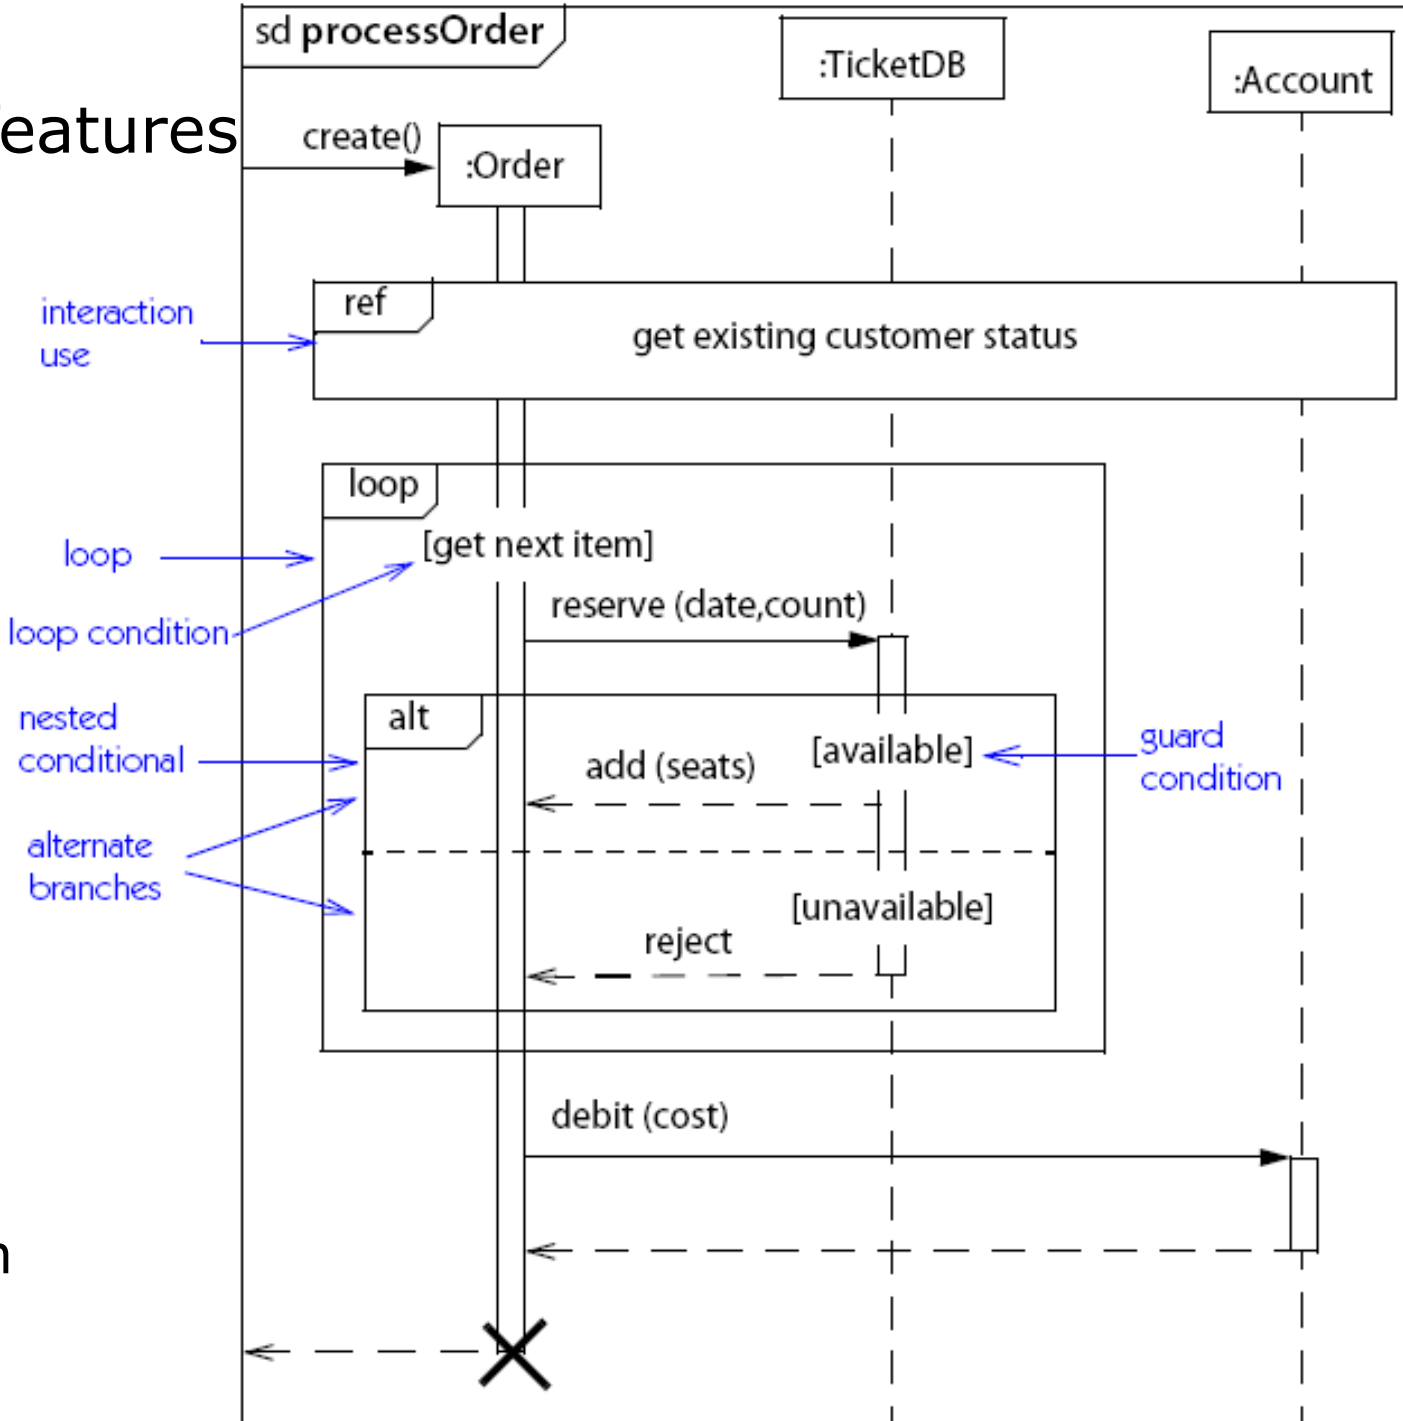 sd processOrder
:TicketDB
:Account
eatures
create()
:Order
interaction
use
ref
get existing customer status
loop
[get next item]
loop
loop condition
reserve (date,count)
nested
conditional
alt
[available]
guard
condition
add (seats)
alternate
branches
[unavailable]
reject
debit (cost)
n